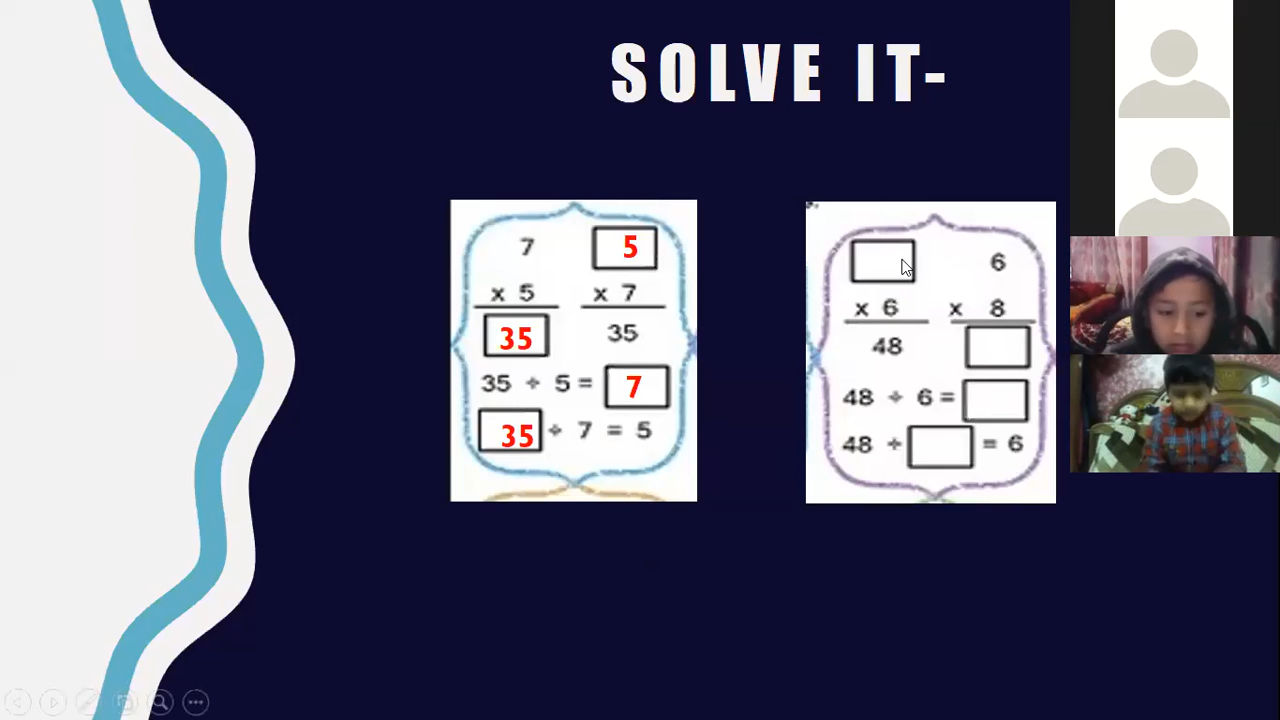 SOLVE IT-
7 5
x 5 x 7
35 35
35 ÷ 5 = 7
35 ÷ 7 = 5
6
x 6 x 8
48
48 ÷ 6 =
48 ÷ = 6